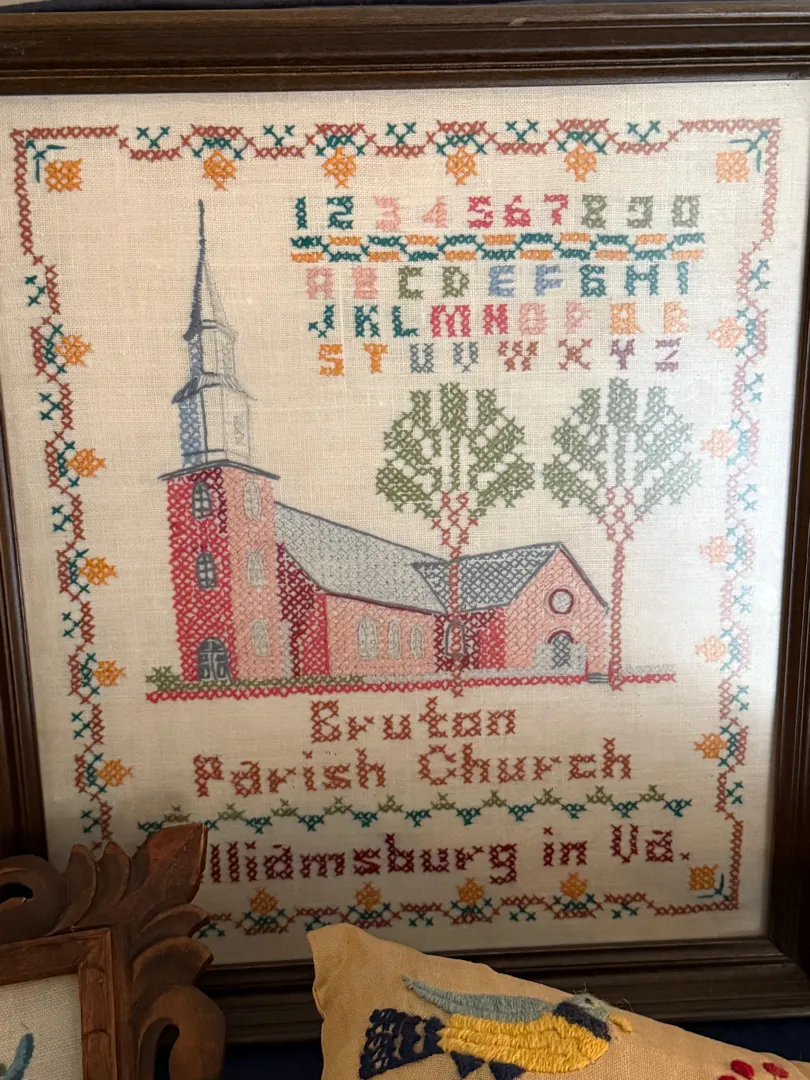 1234567890
ABCDEFGHI
JKLMNOPQR
STUVWXYZ
Bruton
Parish Church
illiamsburg in Va.